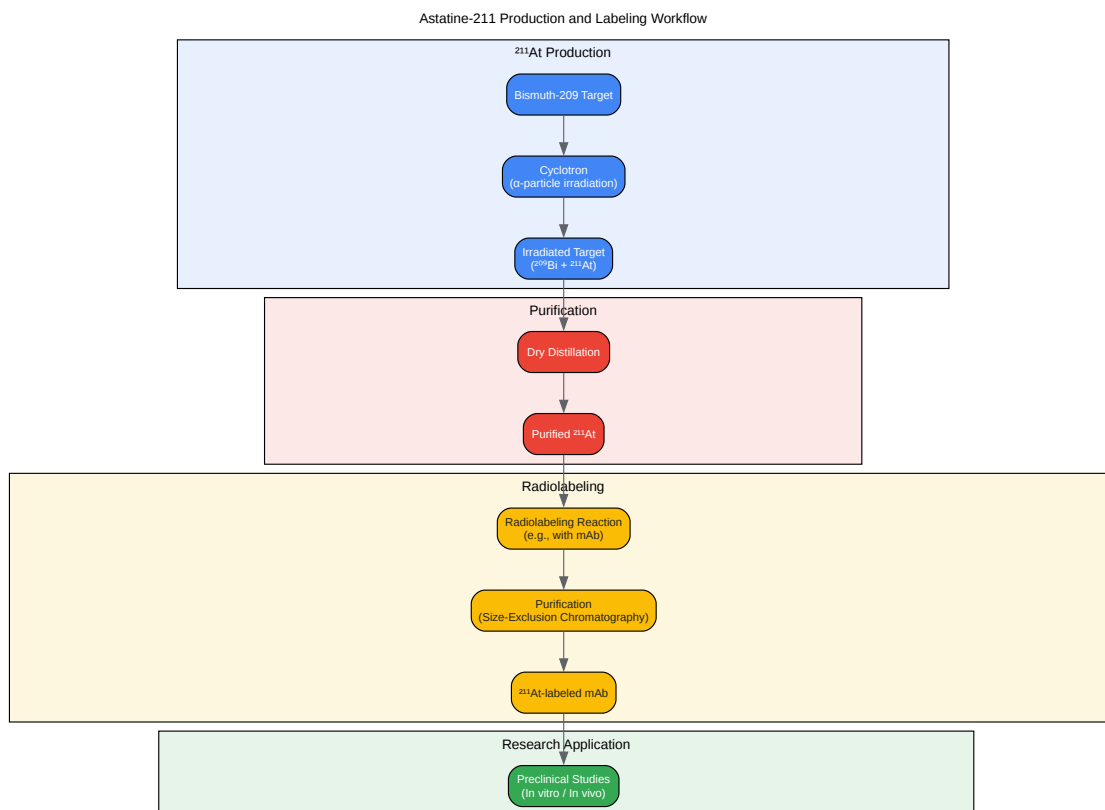 Astatine-211 Production and Labeling Workflow
²¹¹At Production
Bismuth-209 Target
Cyclotron
(α-particle irradiation)
Irradiated Target
(²⁰⁹Bi + ²¹¹At)
Purification
Dry Distillation
Purified ²¹¹At
Radiolabeling
Radiolabeling Reaction
(e.g., with mAb)
Purification
(Size-Exclusion Chromatography)
²¹¹At-labeled mAb
Research Application
Preclinical Studies
(In vitro / In vivo)